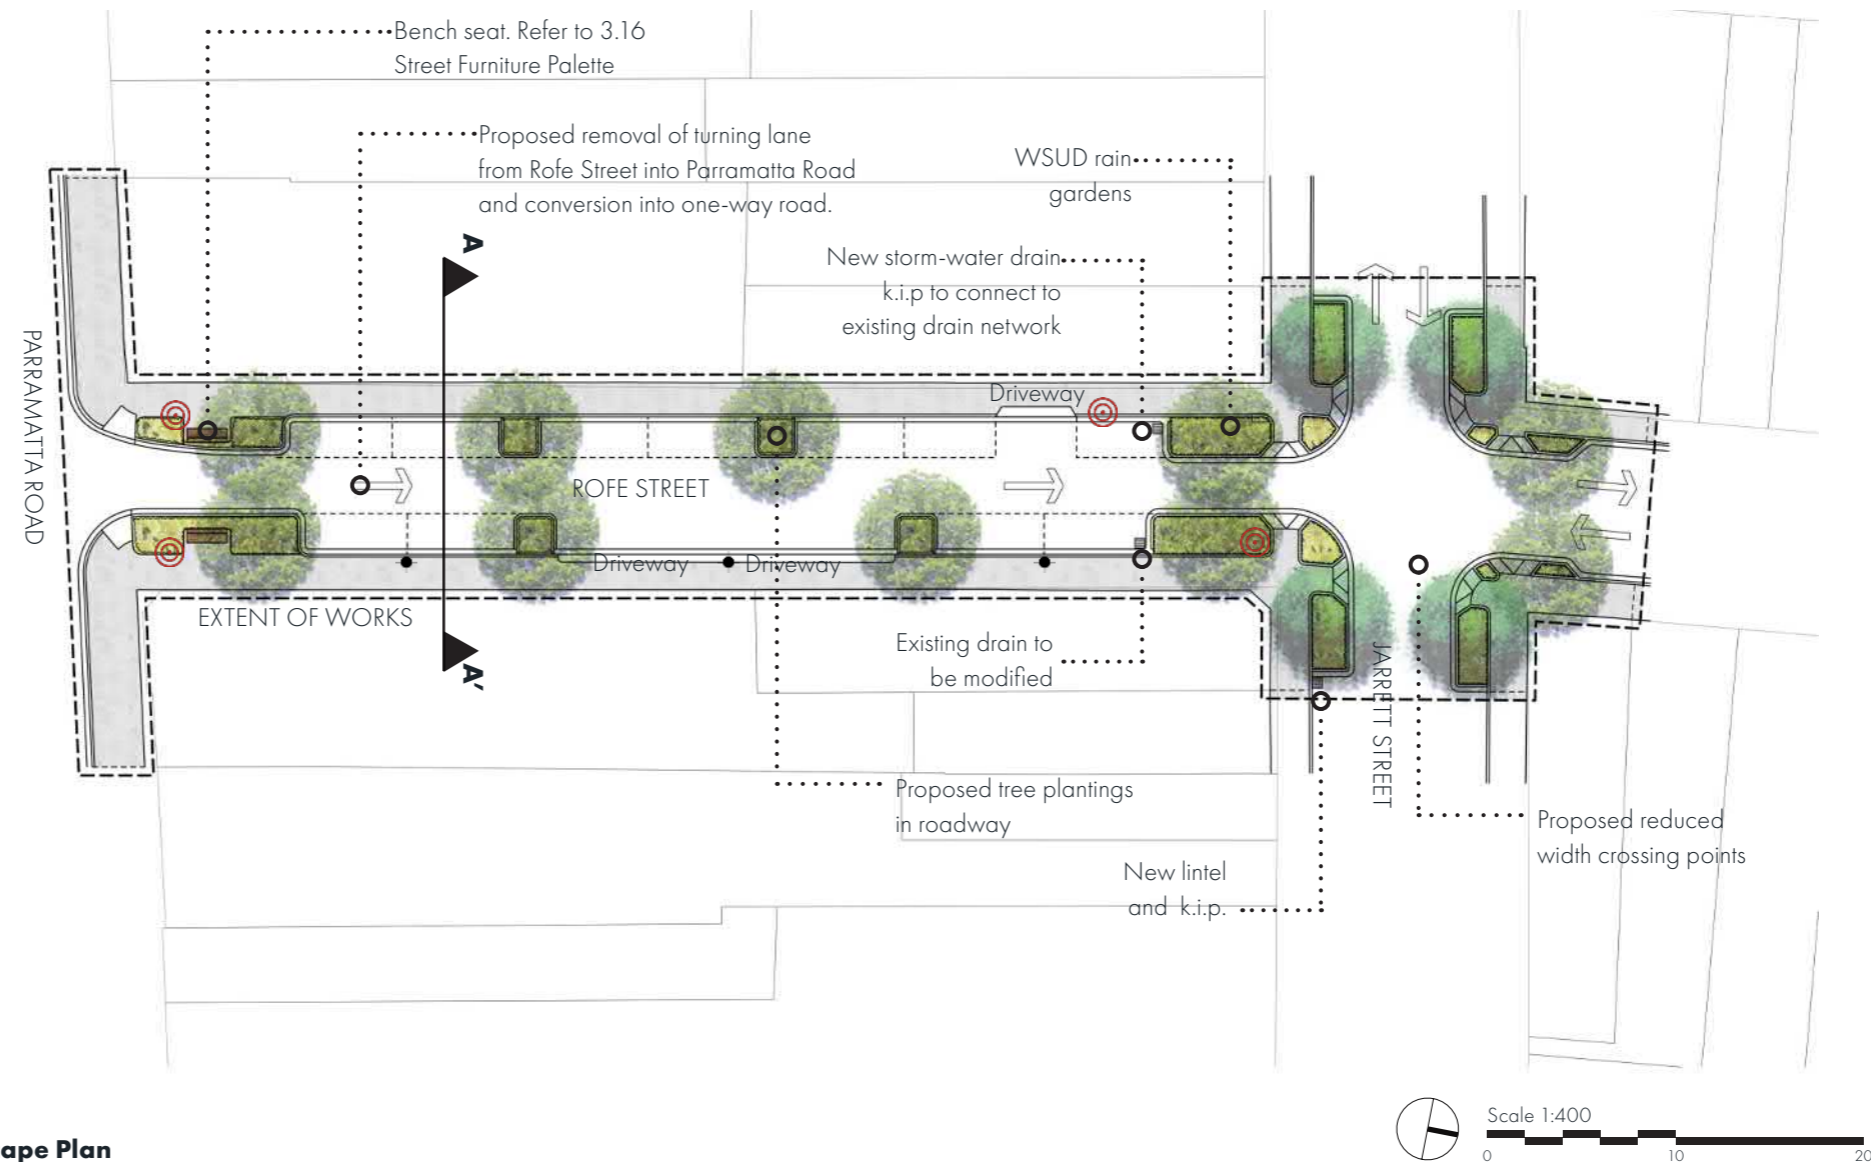 Bench seat. Refer to 3.16
Street Furniture Palette
Proposed removal of turning lane
from Rofe Street into Parramatta Road
and conversion into one-way road.
WSUD rain
gardens
New storm-water drain
k.i.p to connect to
existing drain network
A
PARRAMATTA ROAD
Driveway
ROFE STREET
Driveway
Driveway
EXTENT OF WORKS
A'
Existing drain to
be modified
JARRETT STREET
Proposed tree plantings
in roadway
Proposed reduced
width crossing points
New lintel
and k.i.p.
Scale 1:400
0 10 20
ape Plan